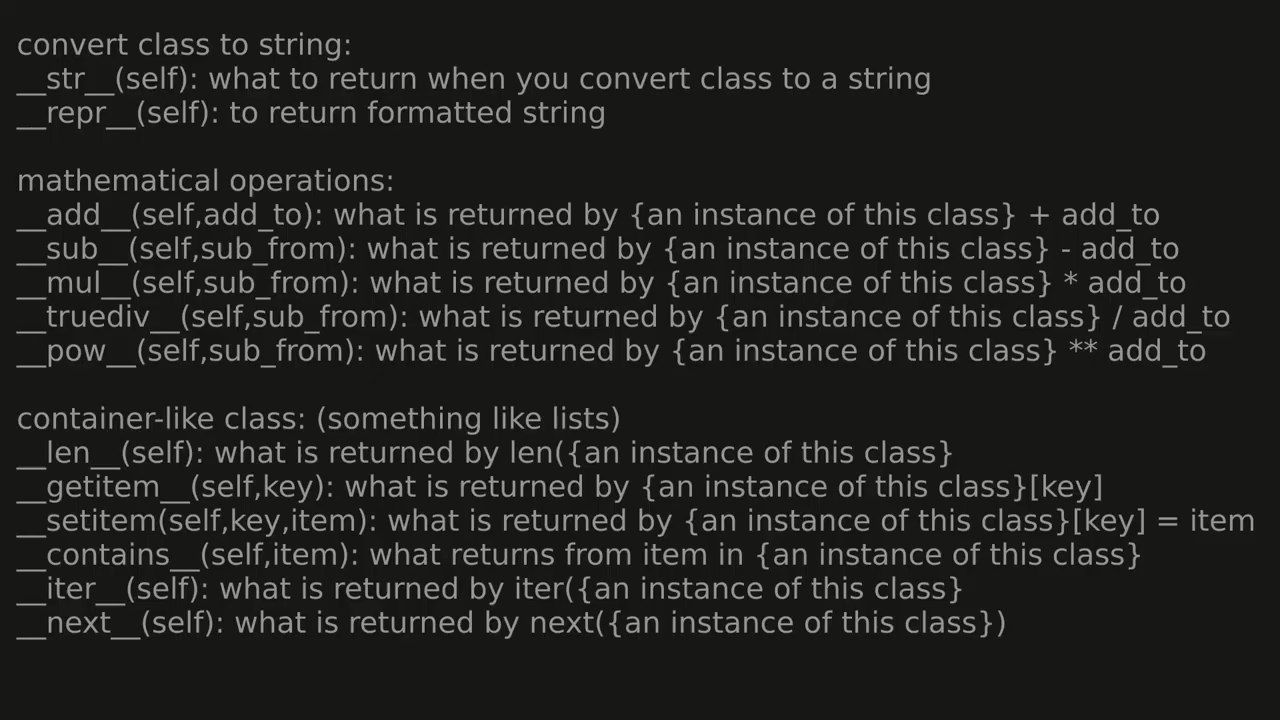 convert class to string:
__str__(self): what to return when you convert class to a string
__repr__(self): to return formatted string
mathematical operations:
__add__(self,add_to): what is returned by {an instance of this class} + add_to
__sub__(self,sub_from): what is returned by {an instance of this class} - add_to
__mul__(self,sub_from): what is returned by {an instance of this class} * add_to
__truediv__(self,sub_from): what is returned by {an instance of this class} / add_to
__pow__(self,sub_from): what is returned by {an instance of this class} ** add_to
container-like class: (something like lists)
__len__(self): what is returned by len({an instance of this class}
__getitem__(self,key): what is returned by {an instance of this class}[key]
__setitem(self,key,item): what is returned by {an instance of this class}[key] = item
__contains__(self,item): what returns from item in {an instance of this class}
__iter__(self): what is returned by iter({an instance of this class}
__next__(self): what is returned by next({an instance of this class})